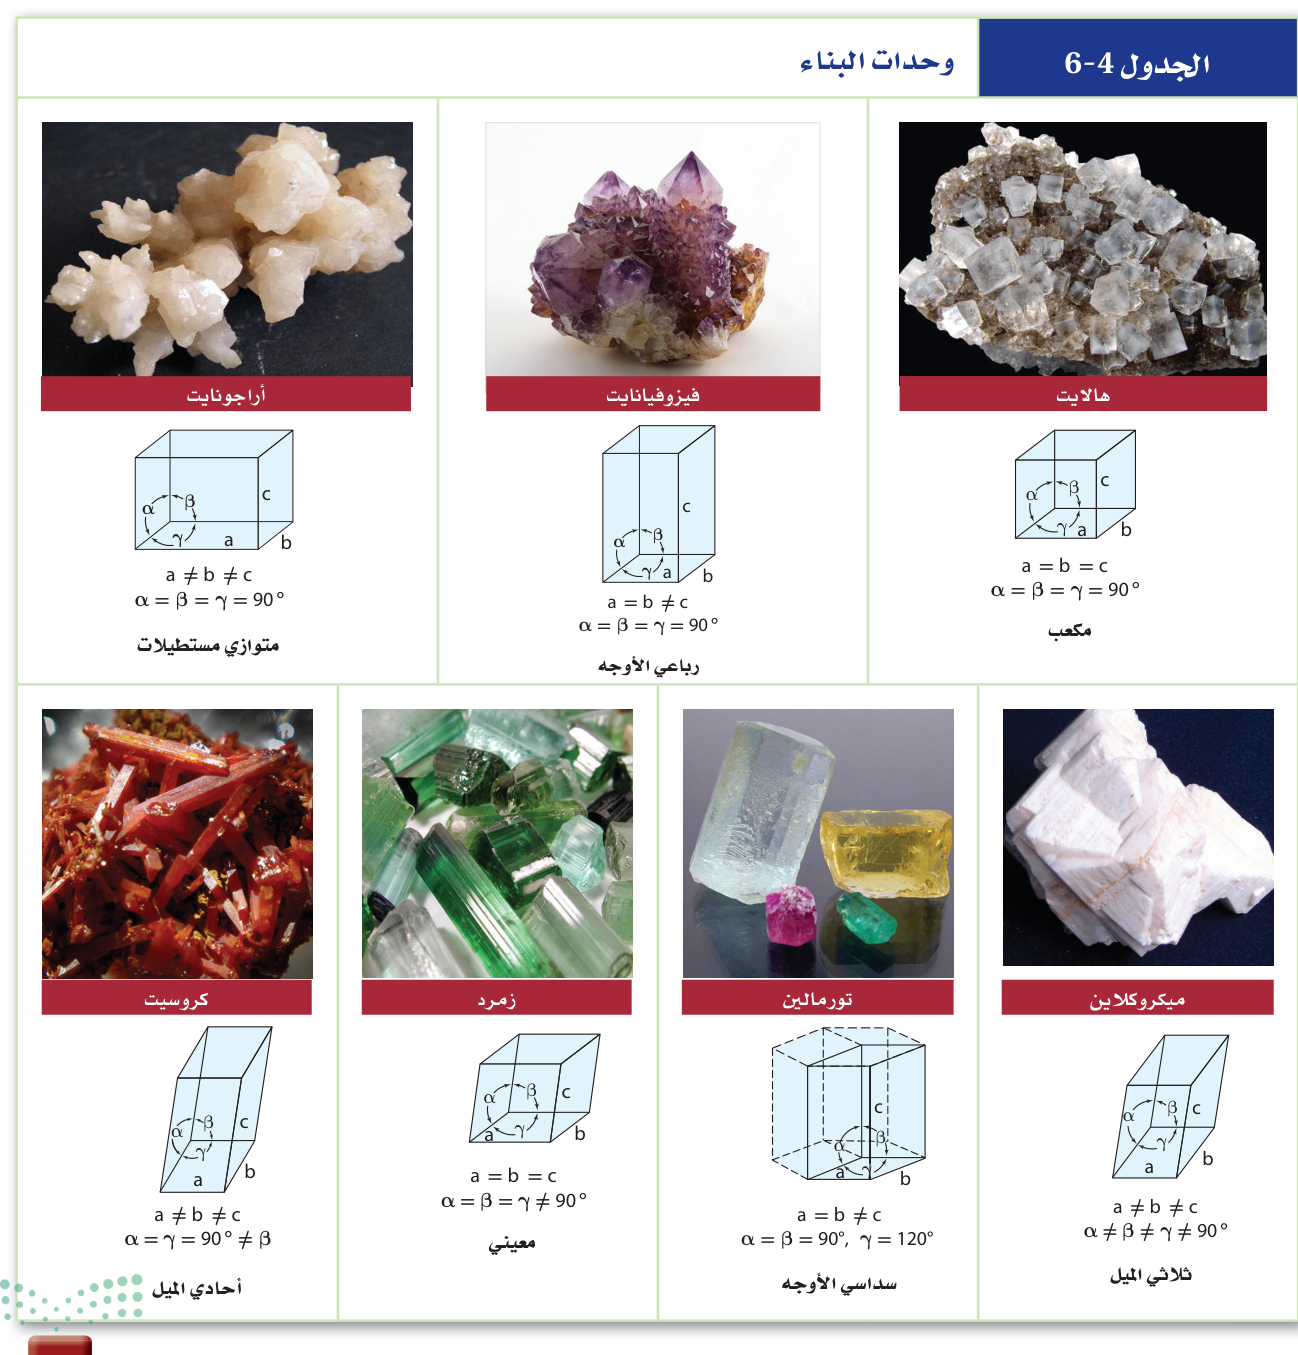 الجدول 4-6
وحدات البناء
هالايت
c
β
α
γ
a
b
a = b = c
α = β = γ = 90°
مكعب
فيزوفيانايت
c
β
α
γ
a
b
a = b ≠ c
α = β = γ = 90°
رباعي الأوجه
أراجونايت
c
β
α
γ
a
b
a ≠ b ≠ c
α = β = γ = 90°
متوازي مستطيلات
ميكروكلاين
c
β
α
γ
a
b
a ≠ b ≠ c
α ≠ β ≠ γ ≠ 90°
ثلاثي الميل
تورمالين
c
β
α
γ
a
b
a = b ≠ c
α = β = 90°, γ = 120°
سداسي الأوجه
زمرد
c
β
α
γ
a
b
a = b = c
α = β = γ ≠ 90°
معيني
كروسيت
c
β
α
γ
a
b
a ≠ b ≠ c
α = γ = 90° ≠ β
أحادي الميل